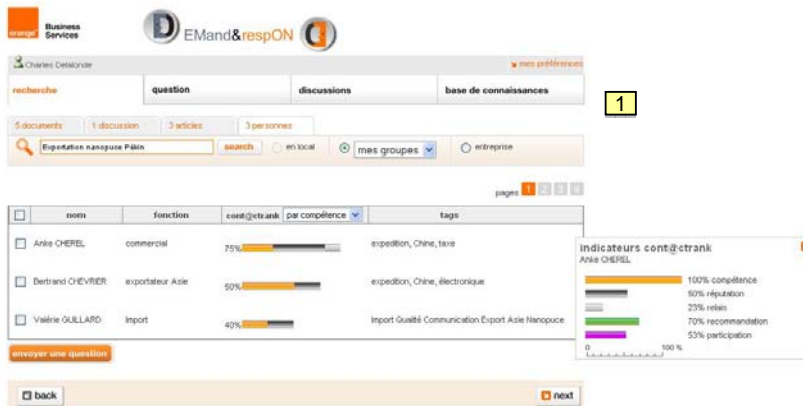 orange Business Services
DEMand&respON
Charles Delalonde mes préférences
recherche question discussions base de connaissances
1
5 documents 1 discussion 3 articles 3 personnes
Exportation nanopuce Pékin search en local mes groupes entreprise
pages 1 2 3 4
nom fonction cont@ctrank par compétence tags
Anke CHEREL commercial 75% expedition, Chine, taxe
Bertrand CHEVRIER exportateur Asie 50% expedition, Chine, électronique
Valérie GUILLARD Import 40% Import Qualité Communication Export Asie Nanopuce
indicateurs cont@ctrank
Anke CHEREL
100% compétence
50% réputation
23% relais
70% recommandation
53% participation
0 100 %
envoyer une question
back next